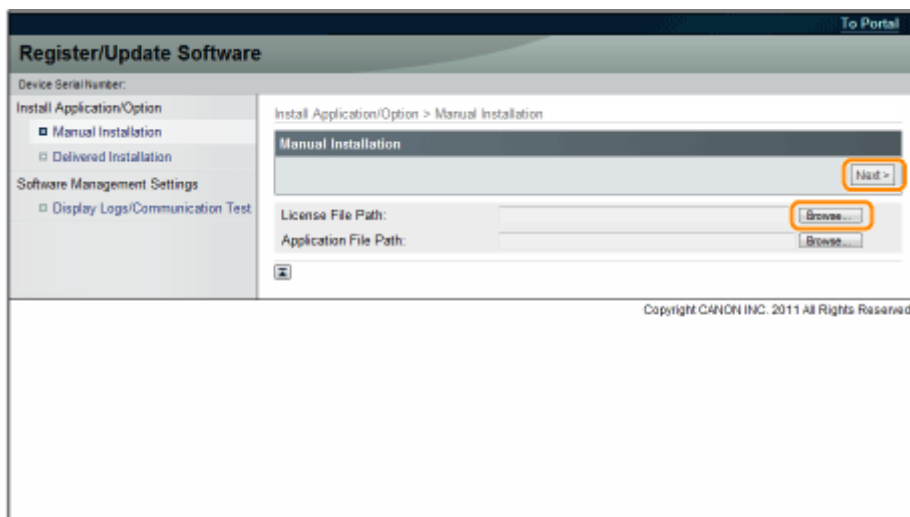 To Portal
Register/Update Software
Device Serial Number:
Install Application/Option
Manual Installation
Delivered Installation
Software Management Settings
Display Logs/Communication Test
Install Application/Option > Manual Installation
Manual Installation
Next >
License File Path:
Browse...
Application File Path:
Browse...
Copyright CANON INC. 2011 All Rights Reserved